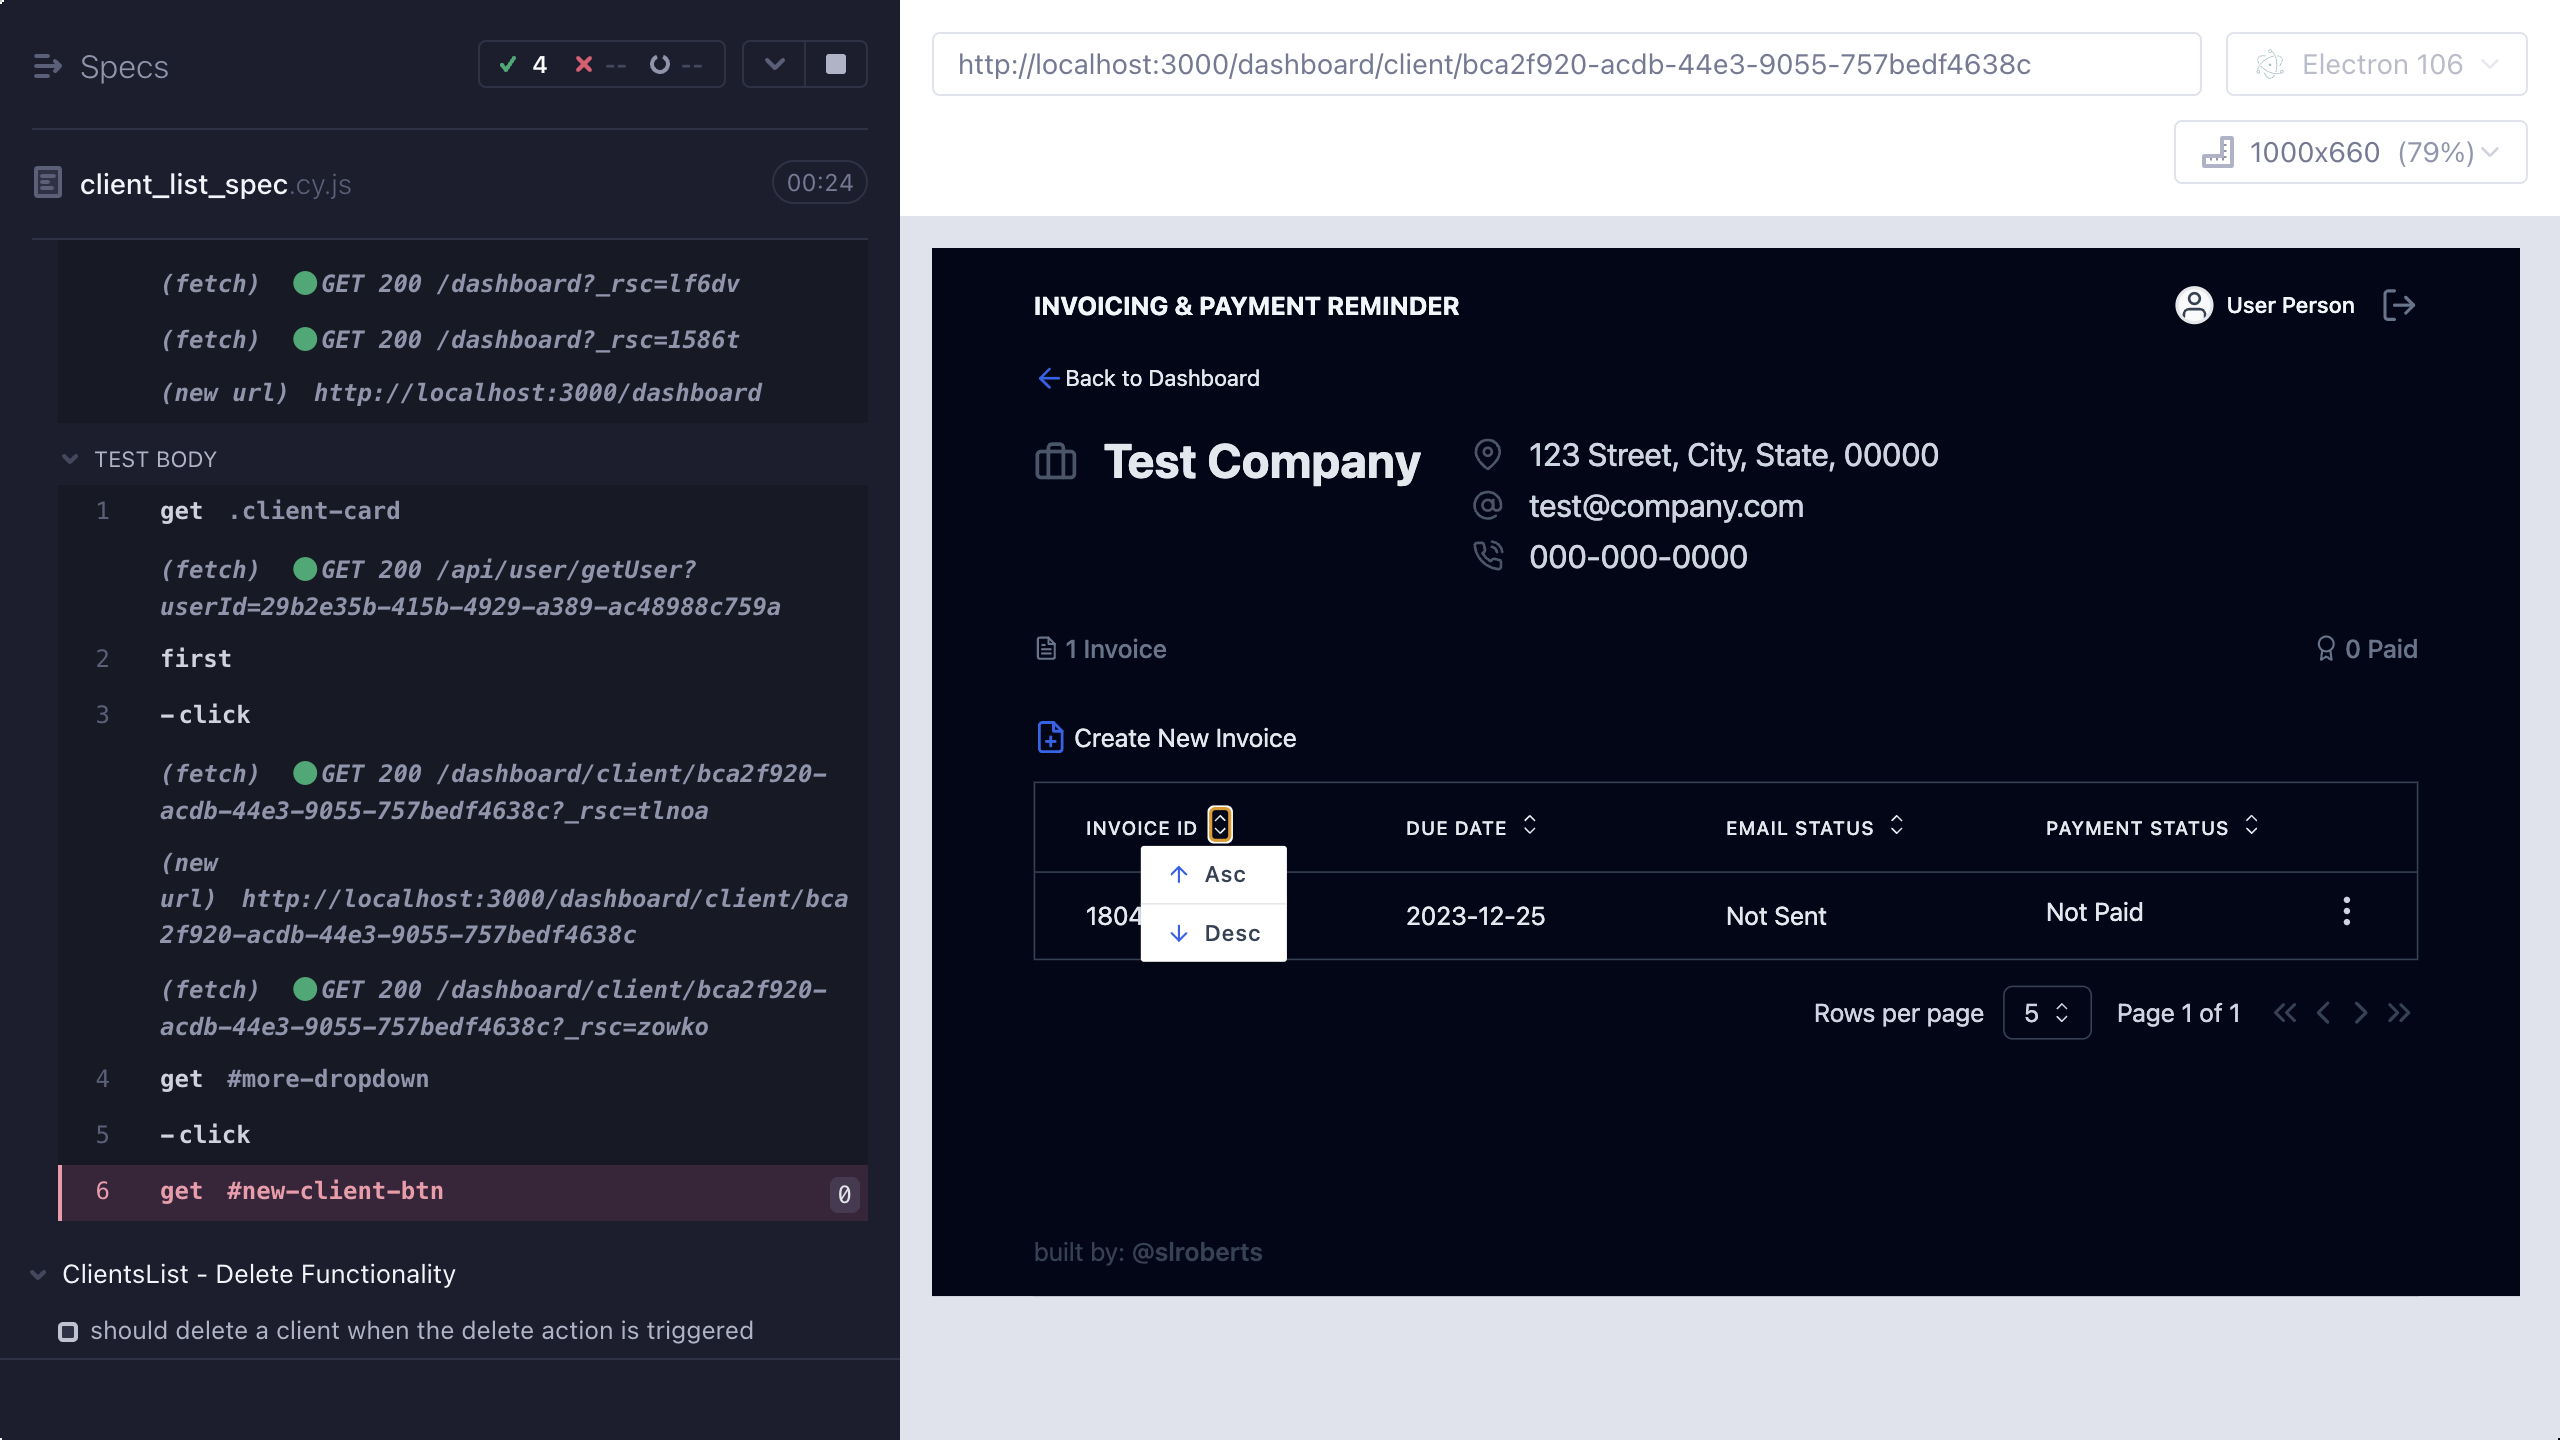 Specs
4 -- --
client_list_spec.cy.js 00:24
(fetch) GET 200 /dashboard?_rsc=lf6dv
(fetch) GET 200 /dashboard?_rsc=1586t
(new url) http://localhost:3000/dashboard
TEST BODY
1 get .client-card
(fetch) GET 200 /api/user/getUser?
userId=29b2e35b-415b-4929-a389-ac48988c759a
2 first
3 -click
(fetch) GET 200 /dashboard/client/bca2f920-
acdb-44e3-9055-757bedf4638c?_rsc=tlnoa
(new
url) http://localhost:3000/dashboard/client/bca
2f920-acdb-44e3-9055-757bedf4638c
(fetch) GET 200 /dashboard/client/bca2f920-
acdb-44e3-9055-757bedf4638c?_rsc=zowko
4 get #more-dropdown
5 -click
6 get #new-client-btn 0
ClientsList - Delete Functionality
should delete a client when the delete action is triggered
http://localhost:3000/dashboard/client/bca2f920-acdb-44e3-9055-757bedf4638c
Electron 106
1000x660 (79%)
INVOICING & PAYMENT REMINDER
User Person
Back to Dashboard
Test Company
123 Street, City, State, 00000
test@company.com
000-000-0000
1 Invoice
0 Paid
Create New Invoice
INVOICE ID DUE DATE EMAIL STATUS PAYMENT STATUS
Asc
Desc
1804 2023-12-25 Not Sent Not Paid
Rows per page 5 Page 1 of 1
built by: @slroberts